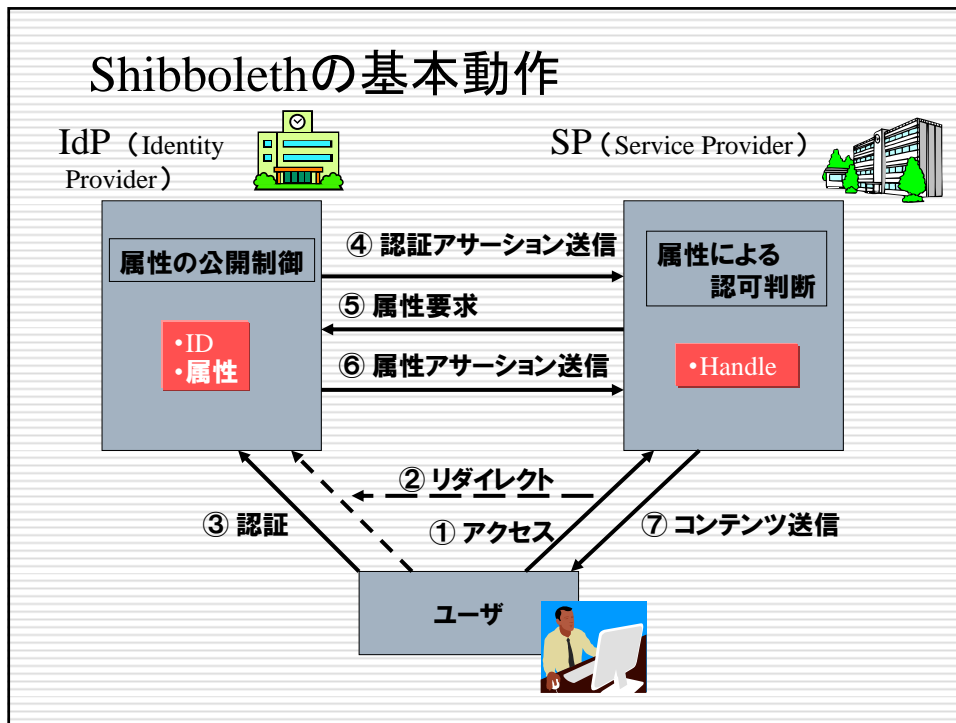 Shibbolethの基本動作
IdP（Identity
Provider）
SP（Service Provider）
属性の公開制御
・ID
・属性
④ 認証アサーション送信
⑤ 属性要求
⑥ 属性アサーション送信
属性による
認可判断
・Handle
② リダイレクト
③ 認証
① アクセス
⑦ コンテンツ送信
ユーザ